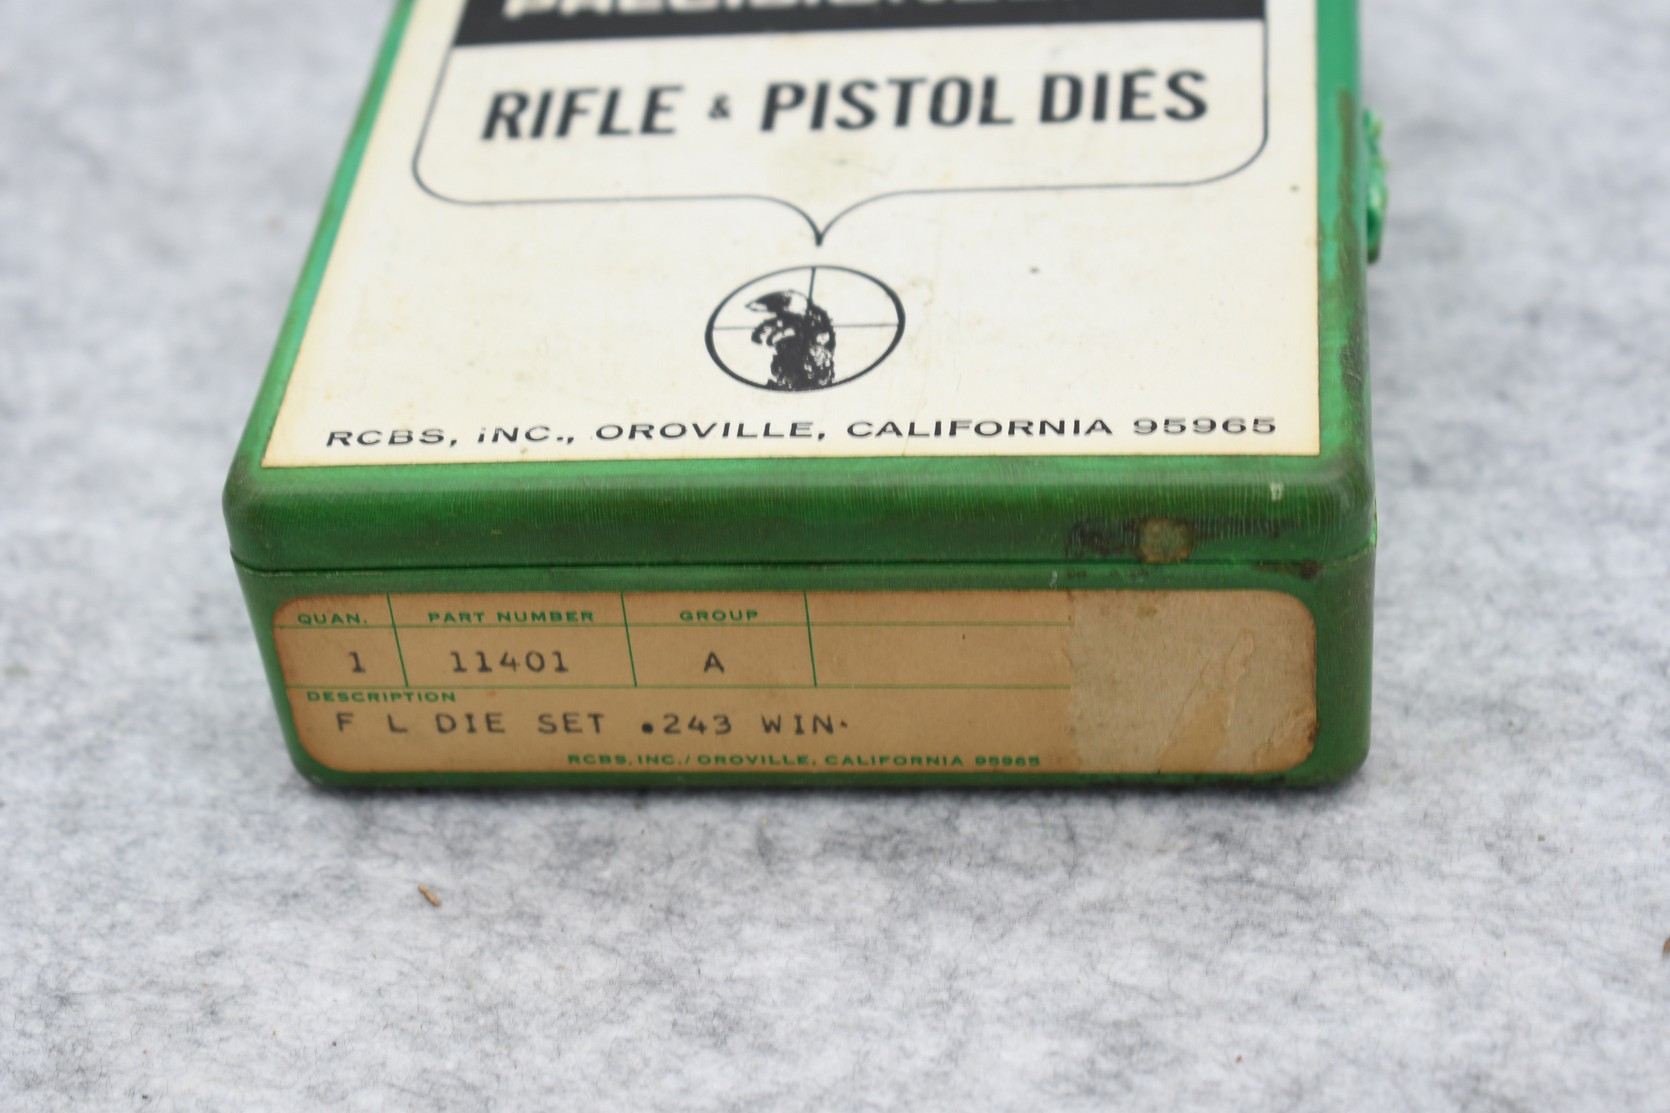 RIFLE & PISTOL DIES
RCBS, INC., OROVILLE, CALIFORNIA 95965
QUAN. PART NUMBER GROUP
1 11401 A
DESCRIPTION
F L DIE SET .243 WIN.
RCBS, INC./OROVILLE, CALIFORNIA 95965